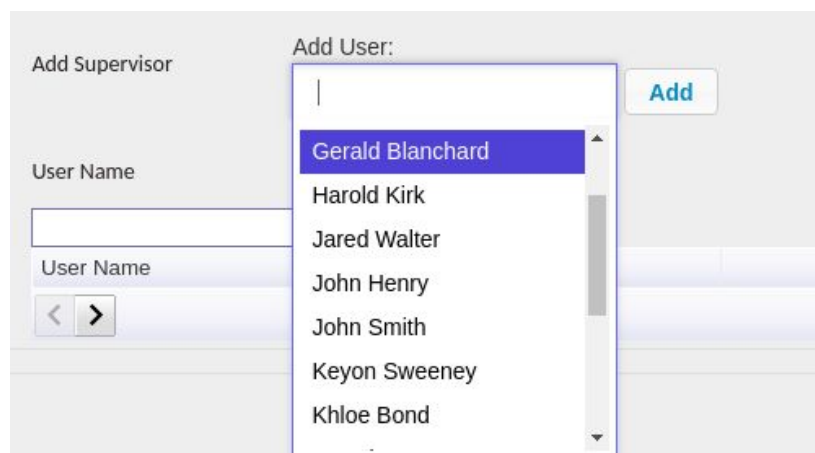 Add User:
Add Supervisor
Add
Gerald Blanchard
User Name
Harold Kirk
Jared Walter
User Name
John Henry
John Smith
Keyon Sweeney
Khloe Bond